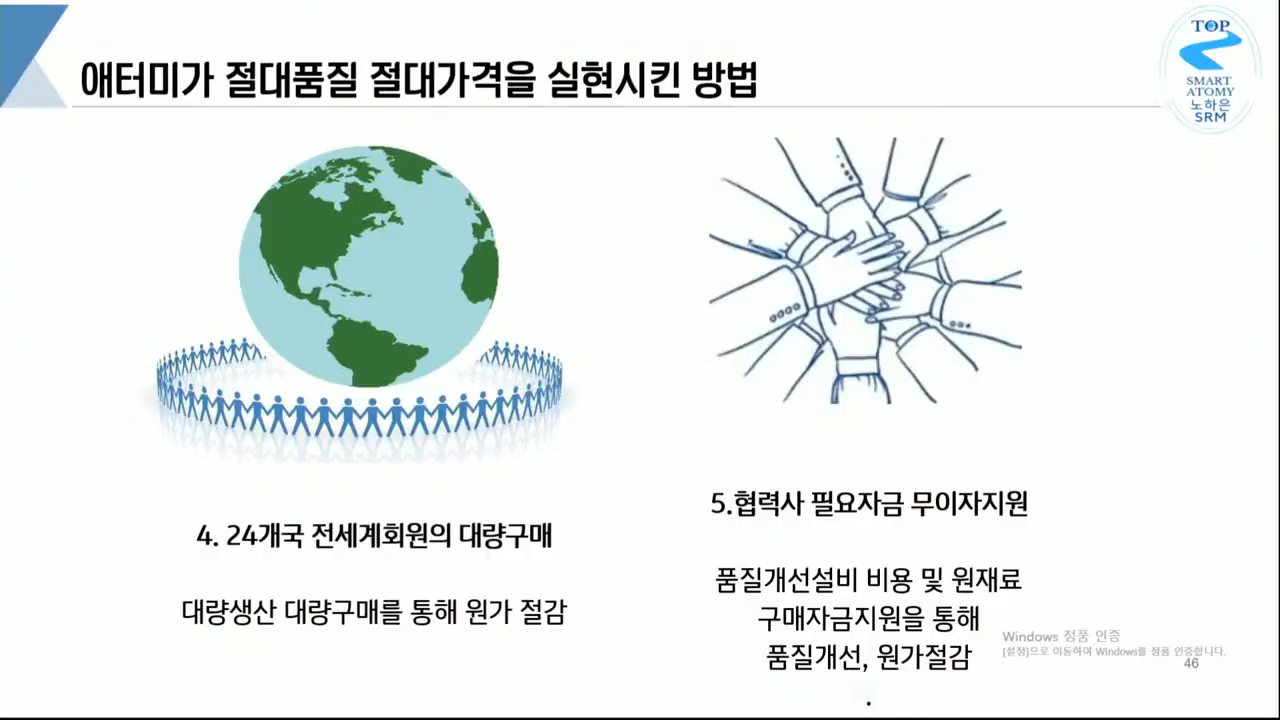 애터미가 절대품질 절대가격을 실현시킨 방법
TOP
SMART
ATOMY
노하은
SRM
4. 24개국 전세계회원의 대량구매
대량생산 대량구매를 통해 원가 절감
5.협력사 필요자금 무이자지원
품질개선설비 비용 및 원재료
구매자금지원을 통해
품질개선, 원가절감
.
Windows 정품 인증
[설정]으로 이동하여 Windows를 정품 인증합니다.
46